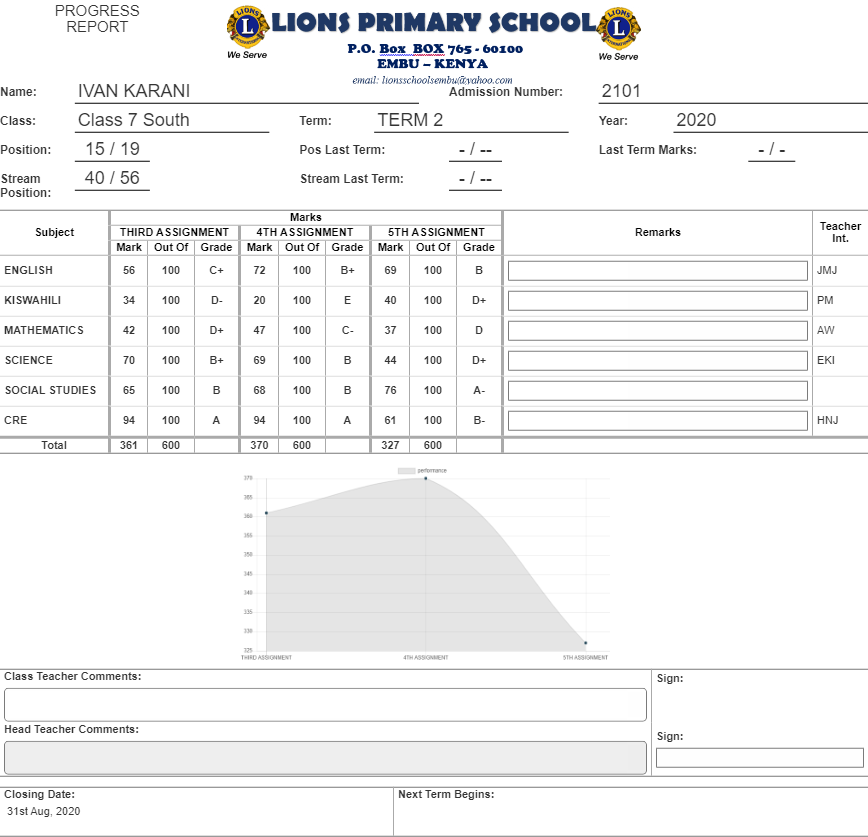 PROGRESS
REPORT
LIONS PRIMARY SCHOOL
We Serve
We Serve
P.O. Box BOX 765 - 60100
EMBU – KENYA
email: lionsschoolsembu@yahoo.com
Name: IVAN KARANI Admission Number: 2101
Class: Class 7 South Term: TERM 2 Year: 2020
Position: 15 / 19 Pos Last Term: - / -- Last Term Marks: - / -
Stream Position: 40 / 56 Stream Last Term: - / --
Marks
Subject THIRD ASSIGNMENT 4TH ASSIGNMENT 5TH ASSIGNMENT Remarks Teacher Int.
Mark Out Of Grade Mark Out Of Grade Mark Out Of Grade
ENGLISH 56 100 C+ 72 100 B+ 69 100 B JMJ
KISWAHILI 34 100 D- 20 100 E 40 100 D+ PM
MATHEMATICS 42 100 D+ 47 100 C- 37 100 D AW
SCIENCE 70 100 B+ 69 100 B 44 100 D+ EKI
SOCIAL STUDIES 65 100 B 68 100 B 76 100 A-
CRE 94 100 A 94 100 A 61 100 B- HNJ
Total 361 600 370 600 327 600
performance
370
365
360
355
350
345
340
335
330
325
THIRD ASSIGNMENT 4TH ASSIGNMENT 5TH ASSIGNMENT
Class Teacher Comments: Sign:
Head Teacher Comments: Sign:
Closing Date: Next Term Begins:
31st Aug, 2020